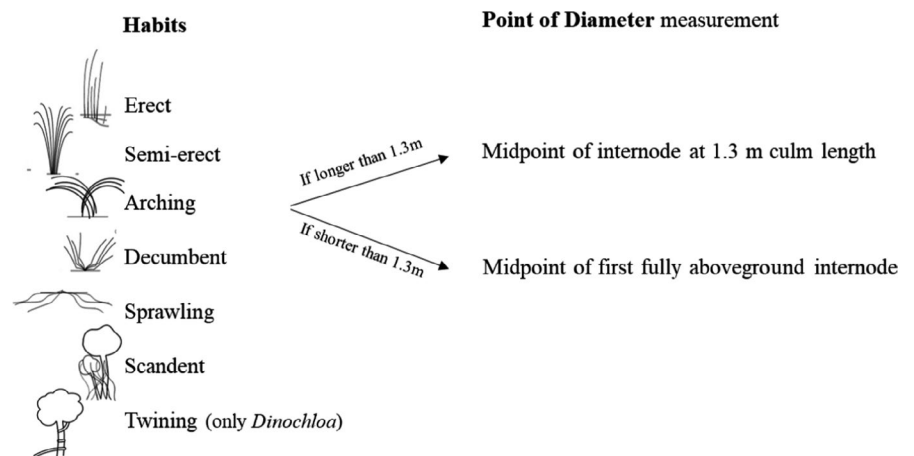 Habits
Point of Diameter measurement
Erect
Semi-erect
Arching
Decumbent
Sprawling
Scandent
Twining (only Dinochloa)
If longer than 1.3m
Midpoint of internode at 1.3 m culm length
If shorter than 1.3m
Midpoint of first fully aboveground internode